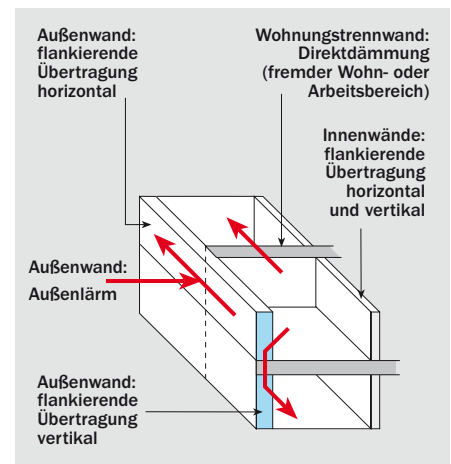 Außenwand:
flankierende
Übertragung
horizontal
Wohnungstrennwand:
Direktdämmung
(fremder Wohn- oder
Arbeitsbereich)
Innenwände:
flankierende
Übertragung
horizontal
und vertikal
Außenwand:
Außenlärm
Außenwand:
flankierende
Übertragung
vertikal